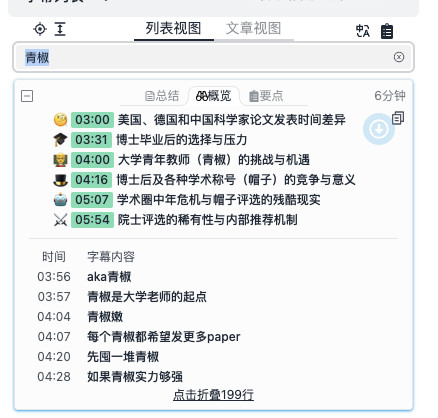 列表视图 文章视图
青椒
总结 概览 要点 6分钟
03:00 美国、德国和中国科学家论文发表时间差异
03:31 博士毕业后的选择与压力
04:00 大学青年教师（青椒）的挑战与机遇
04:16 博士后及各种学术称号（帽子）的竞争与意义
05:07 学术圈中年危机与帽子评选的残酷现实
05:54 院士评选的稀有性与内部推荐机制
时间 字幕内容
03:56 aka青椒
03:57 青椒是大学老师的起点
04:04 青椒嫩
04:07 每个青椒都希望发更多paper
04:20 先囤一堆青椒
04:28 如果青椒实力够强
点击折叠199行